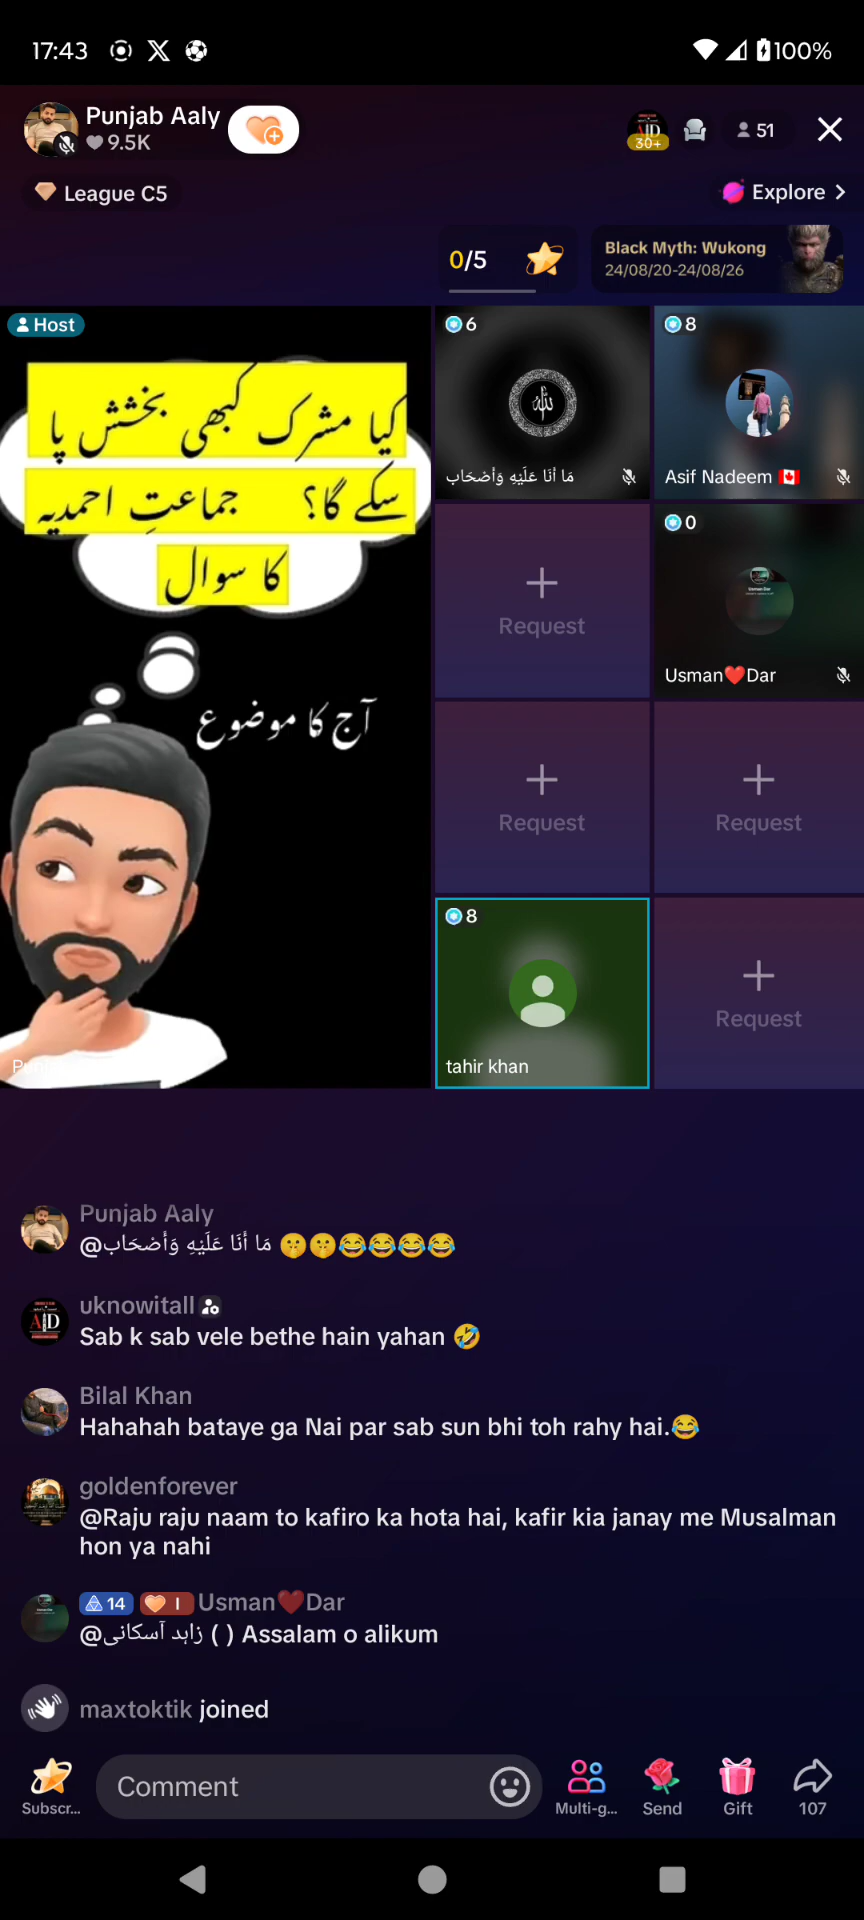 17:43
100%
Punjab Aaly
9.5K
30+
51
League C5
Explore
0/5
Black Myth: Wukong
24/08/20-24/08/26
Host
کیا مشرک کبھی بخشش پا
سکے گا؟ جماعتِ احمدیہ
کا سوال
آج کا موضوع
6
مَا أَنَا عَلَيْهِ وَأَصْحَاب
8
Asif Nadeem 🇨🇦
Request
0
Usman❤️Dar
Request
Request
8
tahir khan
Request
Punjab Aaly
@مَا أَنَا عَلَيْهِ وَأَصْحَاب 🤫🤫😂😂😂😂
uknowitall
Sab k sab vele bethe hain yahan 🤣
Bilal Khan
Hahahah bataye ga Nai par sab sun bhi toh rahy hai.😂
goldenforever
@Raju raju naam to kafiro ka hota hai, kafir kia janay me Musalman
hon ya nahi
14 I Usman❤️Dar
@زاہد آسکانی ( ) Assalam o alikum
maxtoktik joined
Subscr...
Comment
Multi-g...
Send
Gift
107